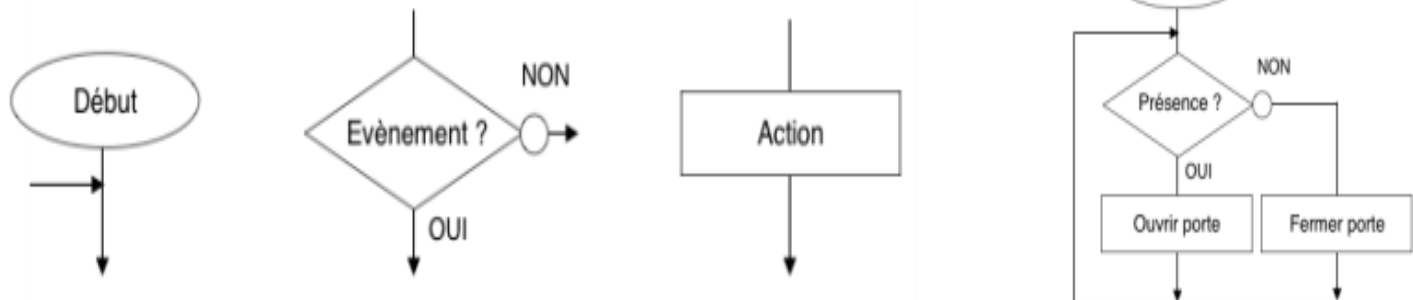 Début
Evènement ?
NON
OUI
Action
Présence ?
NON
OUI
Ouvrir porte
Fermer porte